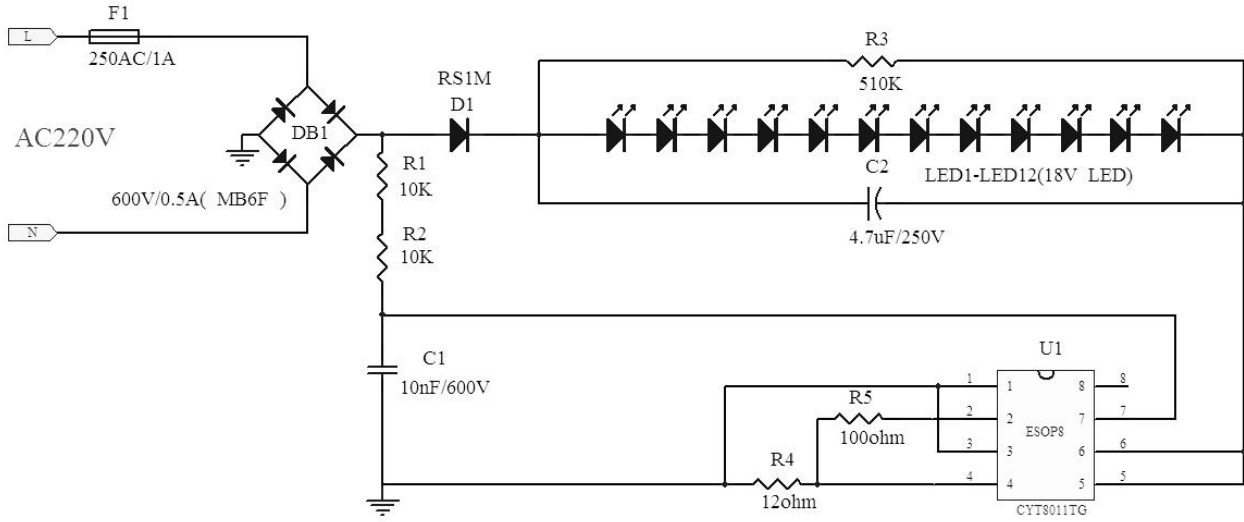 F1
L
250AC/1A
AC220V
DB1
600V/0.5A( MB6F )
N
RS1M
D1
R1
10K
R2
10K
C1
10nF/600V
R3
510K
C2
LED1-LED12(18V LED)
4.7uF/250V
U1
R5
100ohm
R4
12ohm
1 1 8 8
2 2 7 7
ESOP8
3 3 6 6
4 4 5 5
CYT8011TG